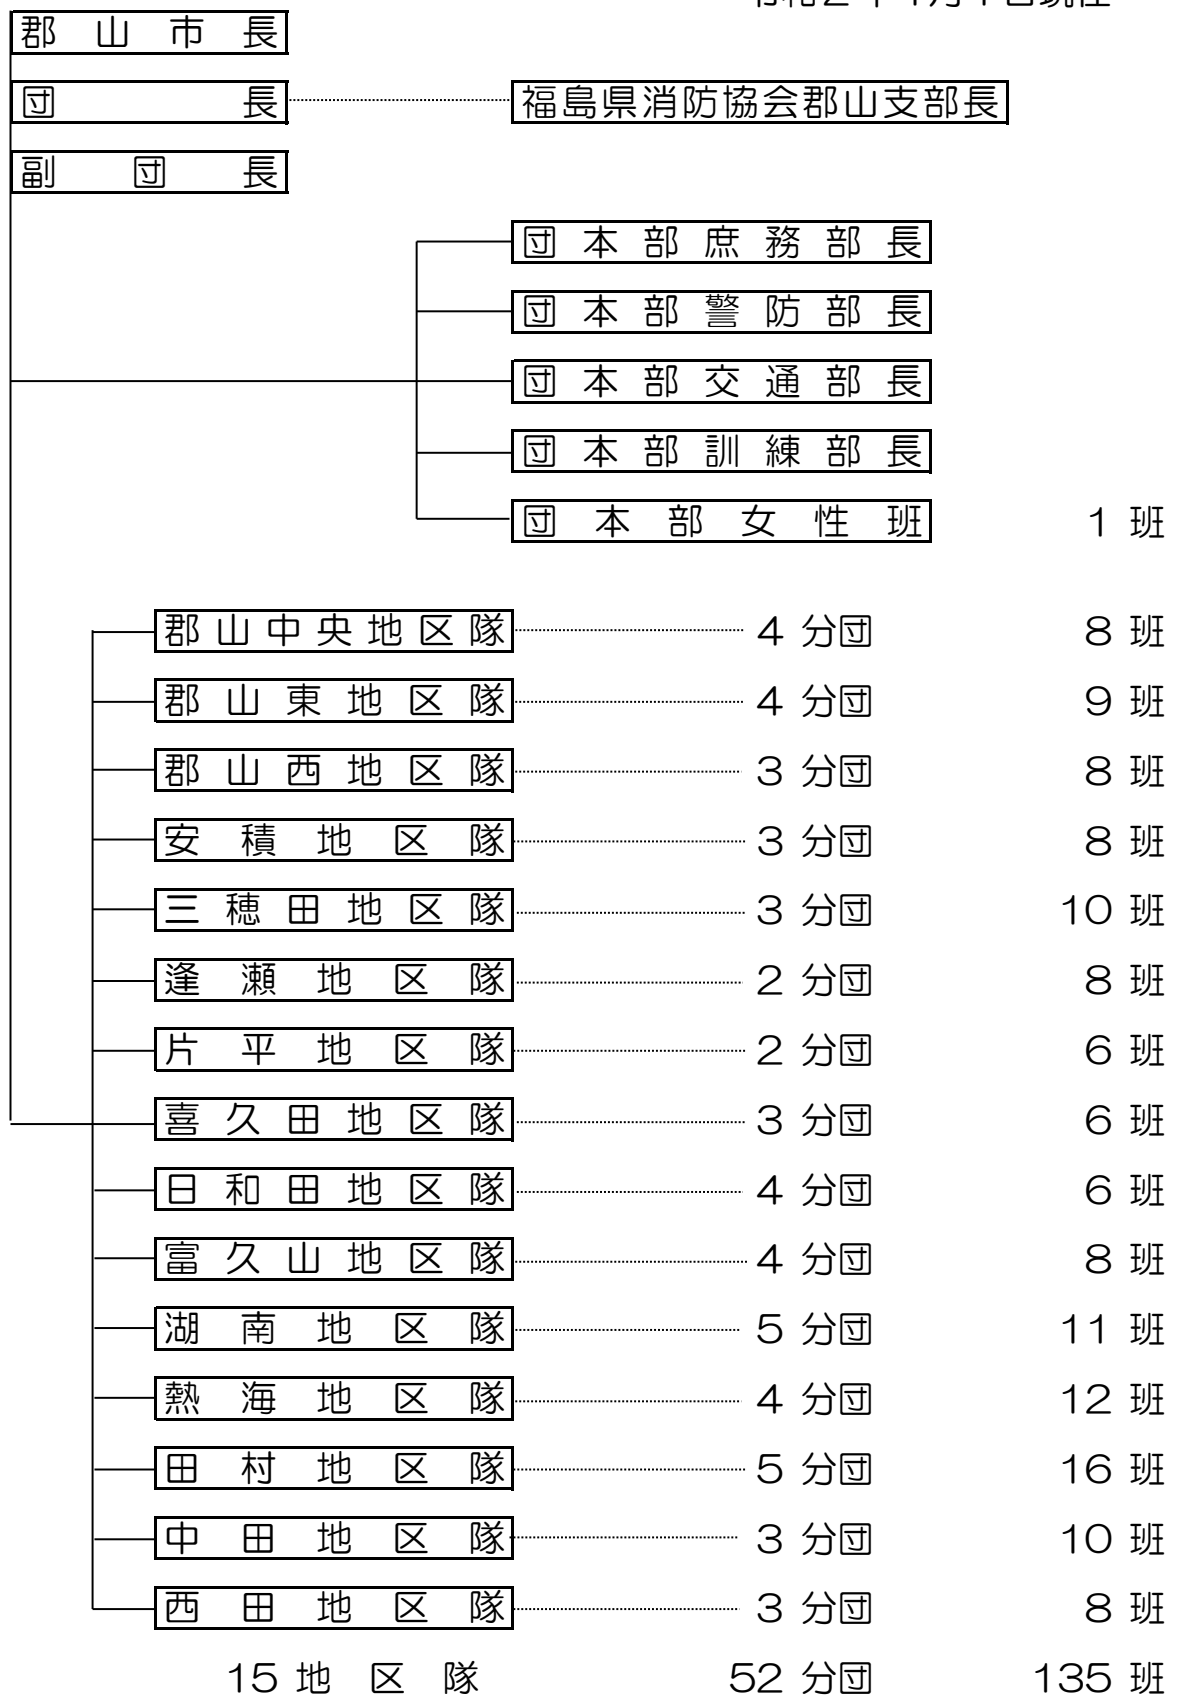 郡山市長
団長 福島県消防協会郡山支部長
副団長
団本部庶務部長
団本部警防部長
団本部交通部長
団本部訓練部長
団本部女性班 1 班
郡山中央地区隊 4 分団 8 班
郡山東地区隊 4 分団 9 班
郡山西地区隊 3 分団 8 班
安積地区隊 3 分団 8 班
三穂田地区隊 3 分団 10 班
逢瀬地区隊 2 分団 8 班
片平地区隊 2 分団 6 班
喜久田地区隊 3 分団 6 班
日和田地区隊 4 分団 6 班
富久山地区隊 4 分団 8 班
湖南地区隊 5 分団 11 班
熱海地区隊 4 分団 12 班
田村地区隊 5 分団 16 班
中田地区隊 3 分団 10 班
西田地区隊 3 分団 8 班
15 地区隊 52 分団 135 班